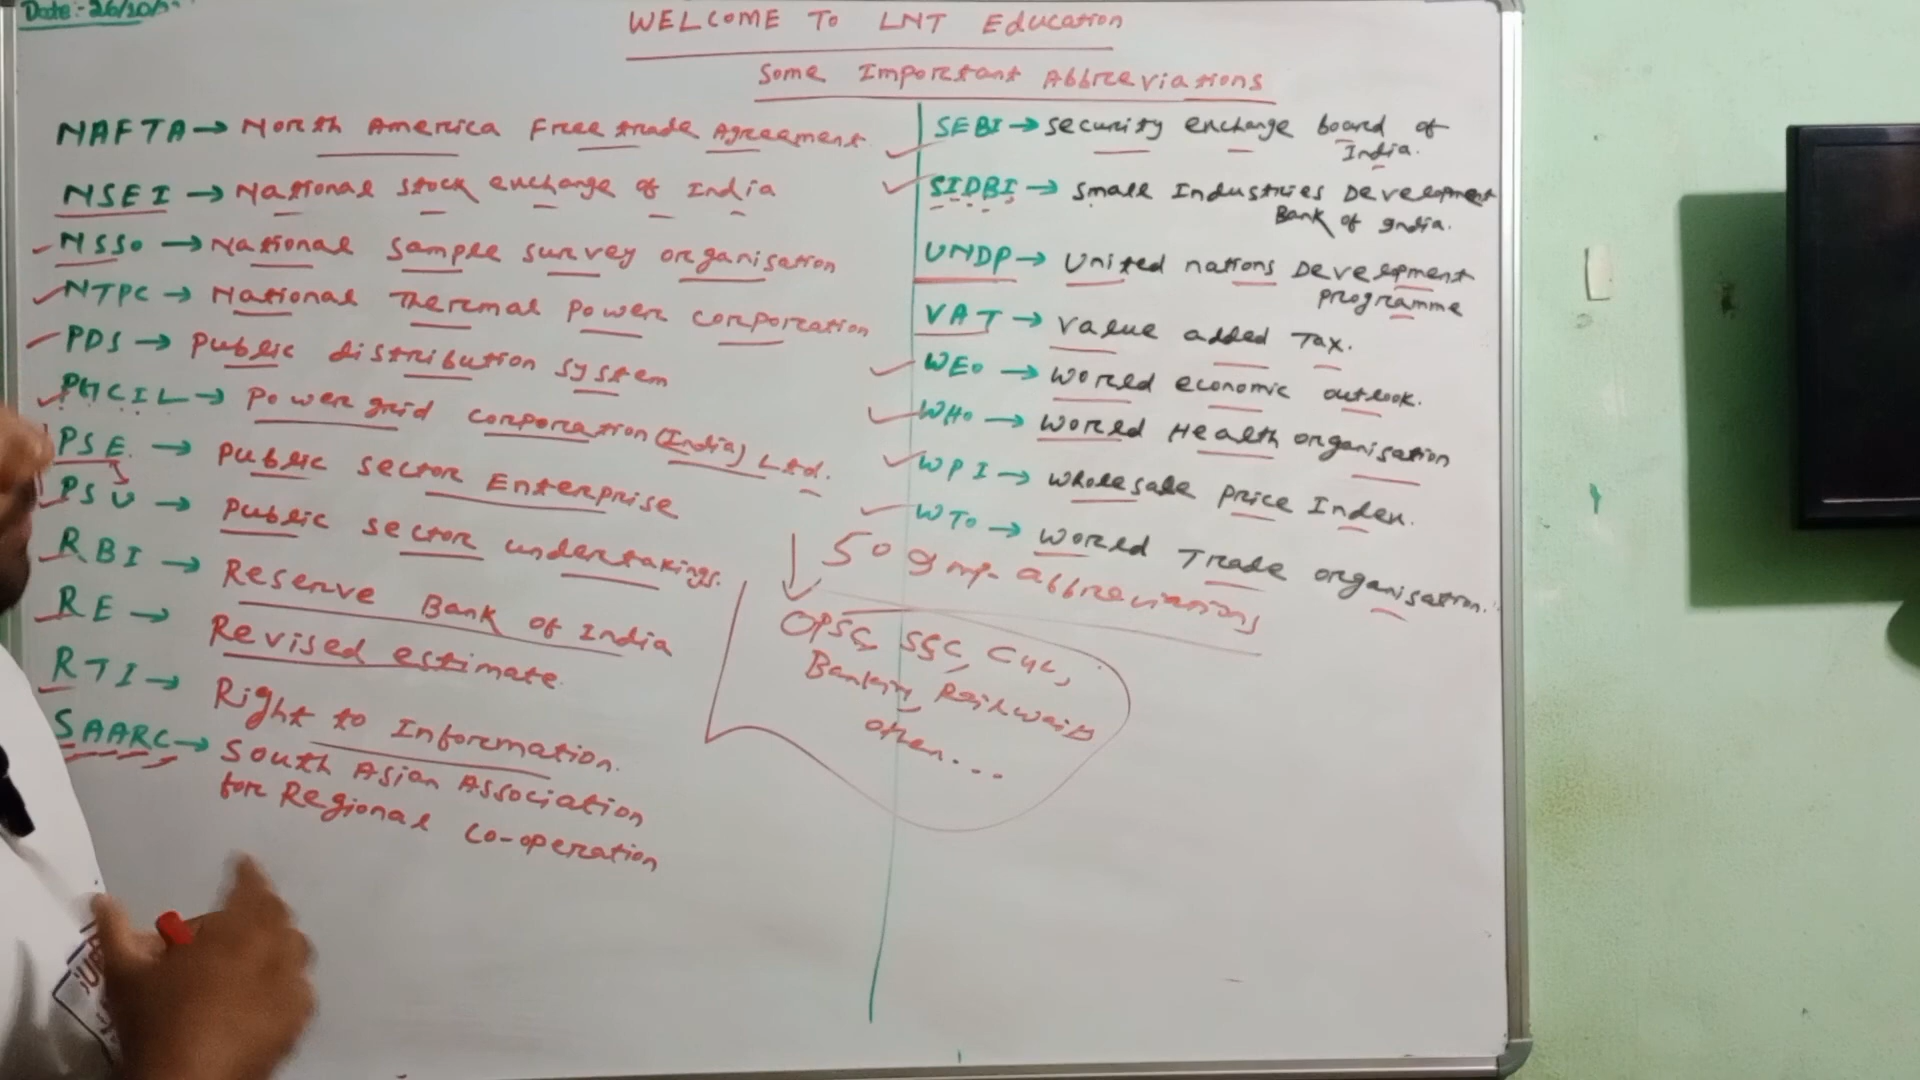 Date:-26/10/
WELCOME TO LNT Education
Some Important Abbreviations
NAFTA → North America Free trade Agreement
NSEI → National stock exchange of India
NSSO → National Sample survey organisation
NTPC → National Thermal Power corporation
PDS → Public distribution system
PGCIL → Power grid corporation (India) Ltd.
PSE → Public sector Enterprise
PSU → Public sector undertakings.
RBI → Reserve Bank of India
RE → Revised estimate.
RTI → Right to Information.
SAARC → South Asian Association
for Regional co-operation
SEBI → Security exchange board of
India.
SIDBI → Small Industries Development
Bank of India.
UNDP → United nations Development
Programme
VAT → Value added Tax.
WEO → World economic outlook.
WHO → World Health organisation
WPI → Wholesale price Index.
WTO → World Trade organisation.
50 Imp. abbreviations
OPSC, SSC, CGL,
Banking, Railways
other...